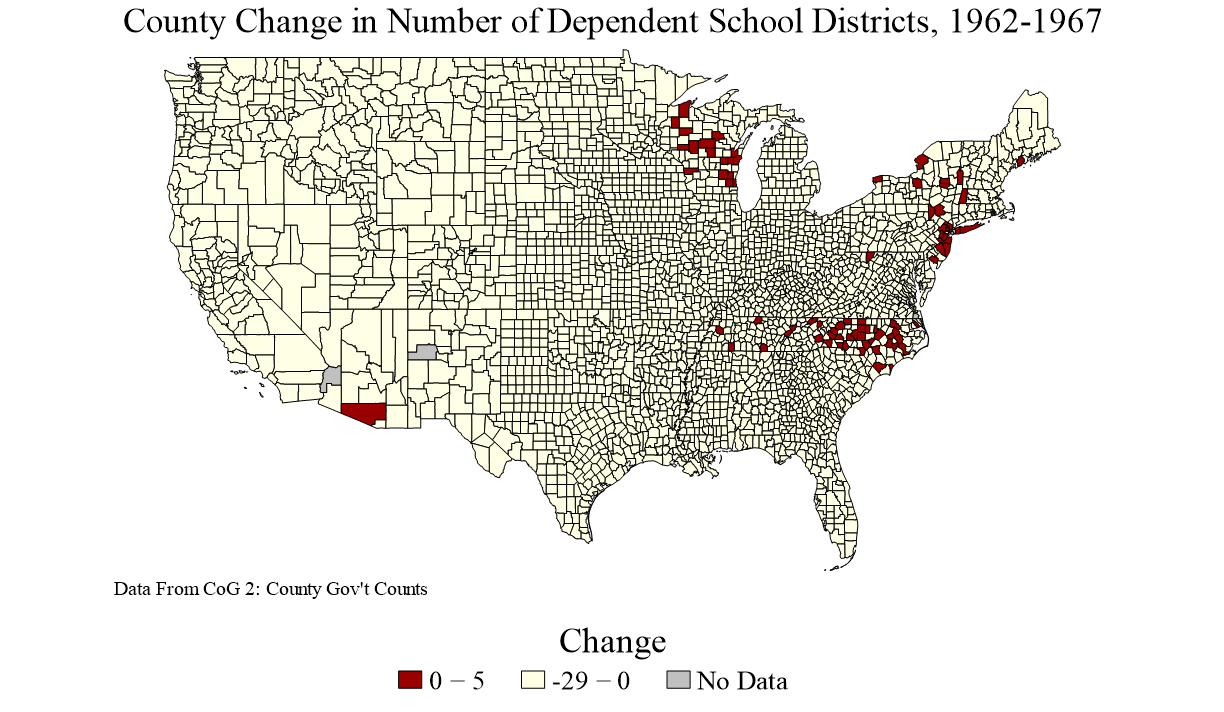 County Change in Number of Dependent School Districts, 1962-1967
Data From CoG 2: County Gov't Counts
Change
0 − 5
-29 − 0
No Data